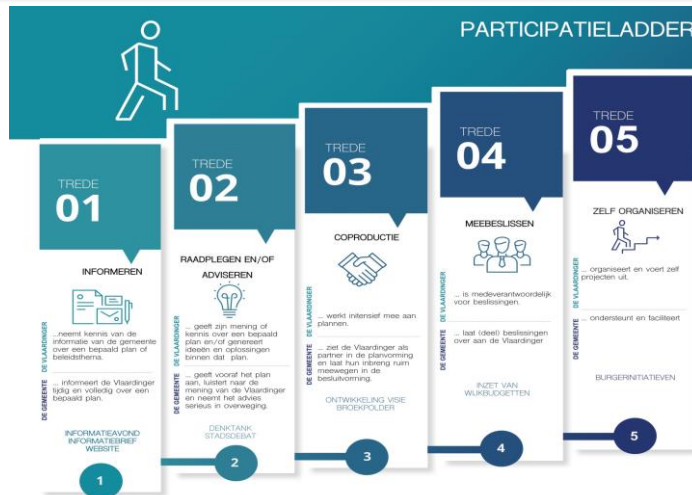 PARTICIPATIELADDER
TREDE
01
INFORMEREN
DE VLAARDINGER
...neemt kennis van de
informatie van de gemeente
over een bepaald plan of
beleidsthema.
DE GEMEENTE
... informeert de Vlaardinger
tijdig en volledig over een
bepaald plan.
INFORMATIEAVOND
INFORMATIEBRIEF
WEBSITE
1
TREDE
02
RAADPLEGEN EN/OF
ADVISEREN
DE VLAARDINGER
... geeft zijn mening of
kennis over een bepaald
plan en/of genereert
ideeën en oplossingen
binnen dat plan.
DE GEMEENTE
... geeft vooraf het plan
aan, luistert naar de
mening van de Vlaardinger
en neemt het advies
serieus in overweging.
DENKTANK
STADSDEBAT
2
TREDE
03
COPRODUCTIE
DE VLAARDINGER
... werkt intensief mee aan
plannen.
DE GEMEENTE
... ziet de Vlaardinger als
partner in de planvorming
en laat hun inbreng ruim
meewegen in de
besluitvorming.
ONTWIKKELING VISIE
BROEKPOLDER
3
TREDE
04
MEEBESLISSEN
DE VLAARDINGER
... is medeverantwoordelijk
voor beslissingen.
DE GEMEENTE
... laat (deel) beslissingen
over aan de Vlaardinger
INZET VAN
WIJKBUDGETTEN
4
TREDE
05
ZELF ORGANISEREN
DE VLAARDINGER
... organiseert en voert zelf
projecten uit.
DE GEMEENTE
... ondersteunt en faciliteert
BURGERINITIATIEVEN
5